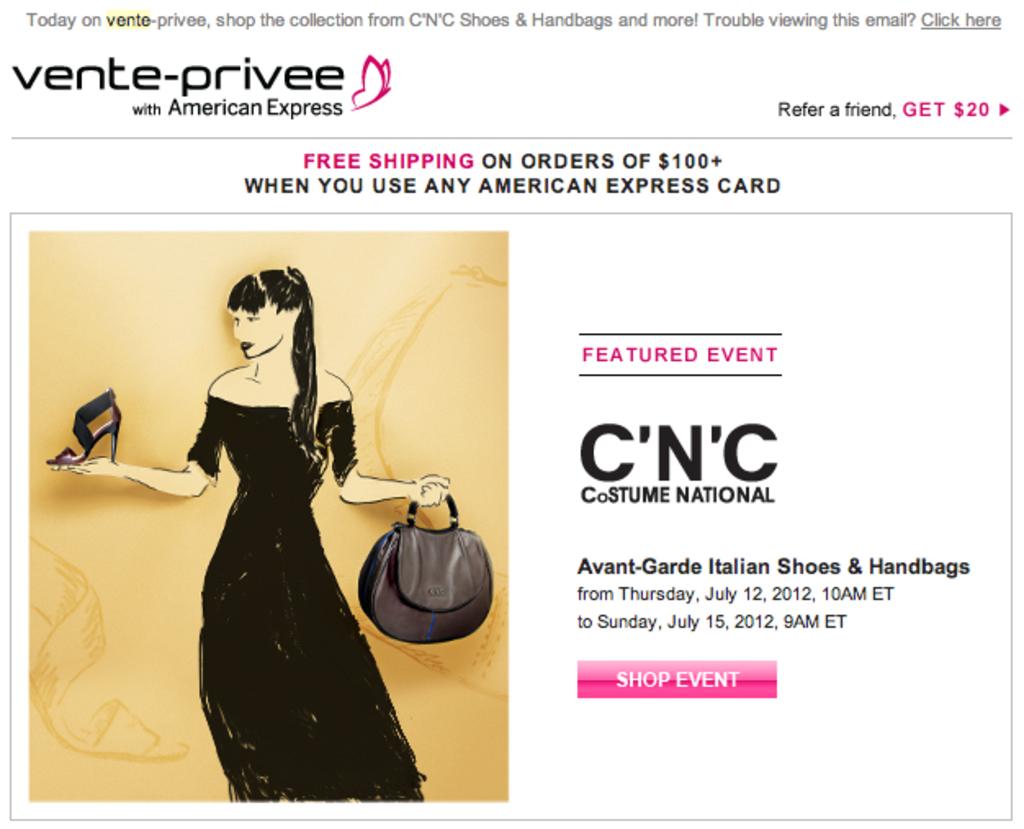 Today on vente-privee, shop the collection from C'N'C Shoes & Handbags and more! Trouble viewing this email? Click here
vente-privee
with American Express
Refer a friend, GET $20
FREE SHIPPING ON ORDERS OF $100+
WHEN YOU USE ANY AMERICAN EXPRESS CARD
FEATURED EVENT
C'N'C
CoSTUME NATIONAL
Avant-Garde Italian Shoes & Handbags
from Thursday, July 12, 2012, 10AM ET
to Sunday, July 15, 2012, 9AM ET
SHOP EVENT